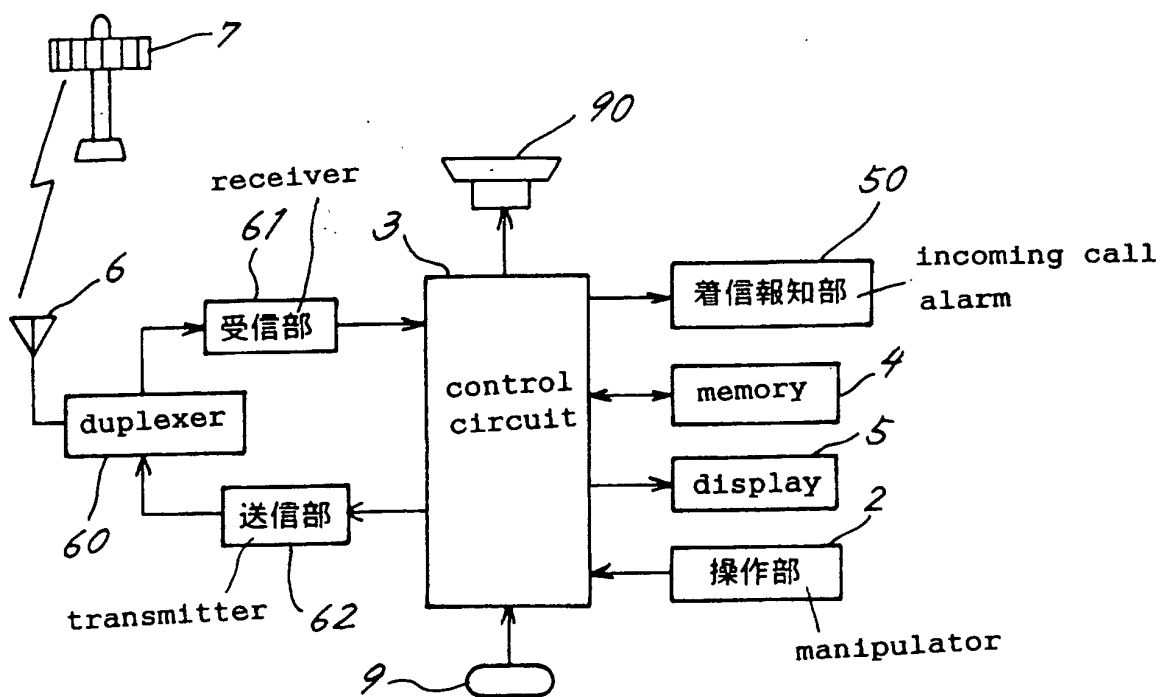 7
90
receiver
50
61
3
incoming call
alarm
着信報知部
6
受信部
4
control
circuit
memory
duplexer
5
display
送信部
2
60
操作部
transmitter
62
manipulator
9